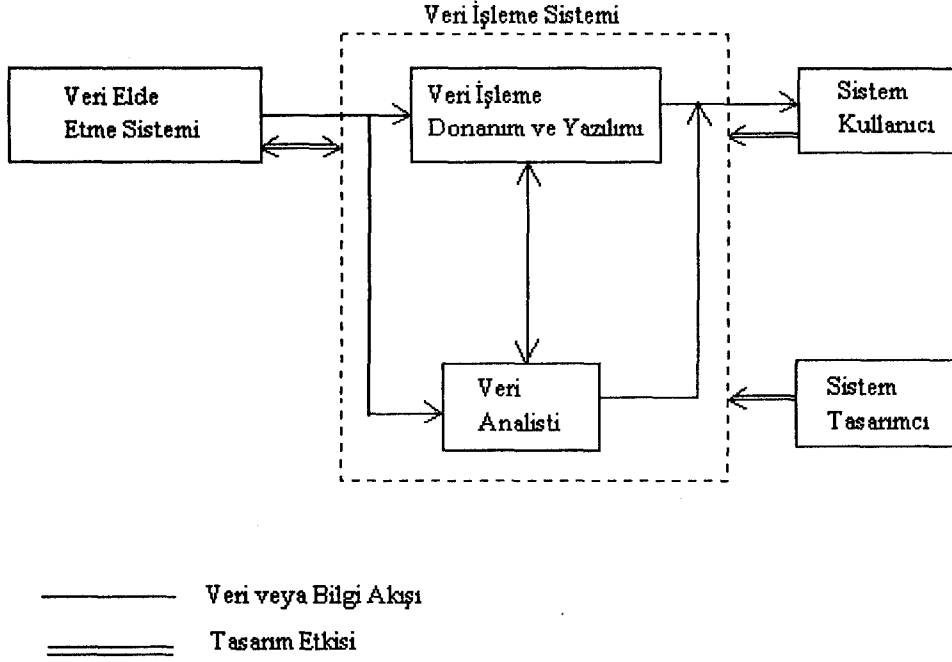 Veri İşleme Sistemi
Veri Elde
Etme Sistemi
Veri İşleme
Donanım ve Yazılımı
Sistem
Kullanıcı
Veri
Analisti
Sistem
Tasarımcı
Veri veya Bilgi Akışı
Tasarım Etkisi